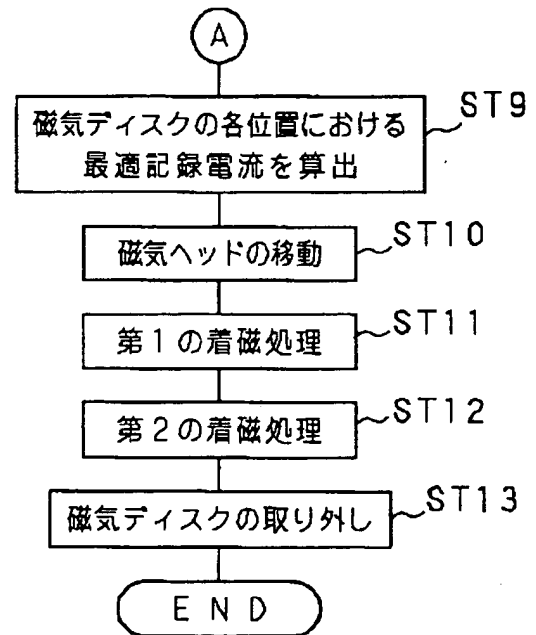 A
磁気ディスクの各位置における
最適記録電流を算出
ST9
磁気ヘッドの移動
ST10
第1の着磁処理
ST11
第2の着磁処理
ST12
磁気ディスクの取り外し
ST13
END